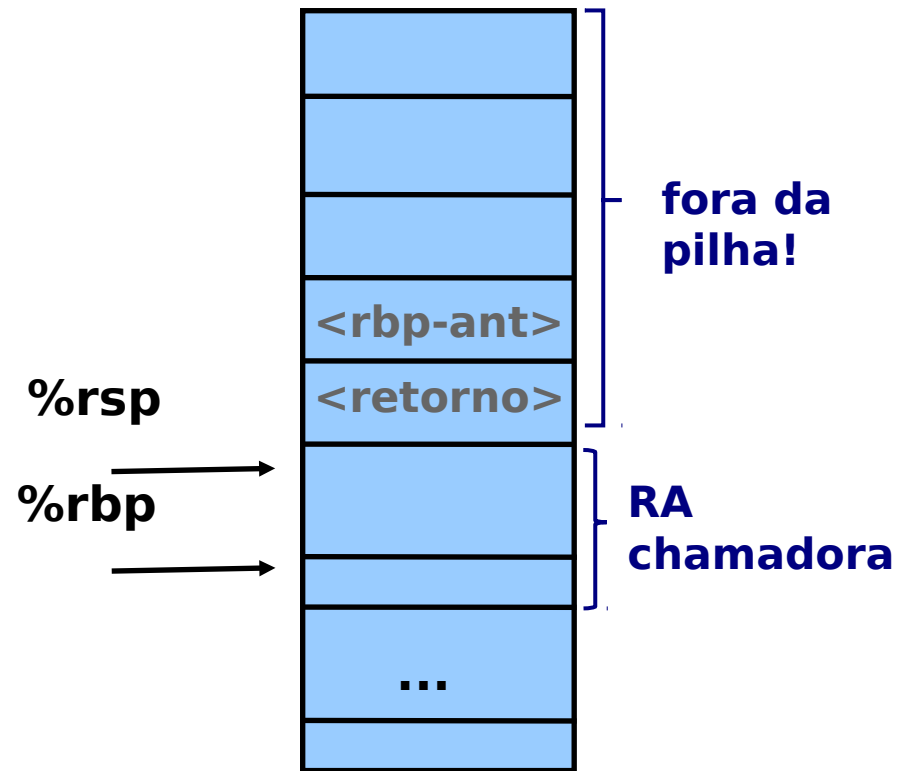 fora da
pilha!
<rbp-ant>
<retorno>
%rsp
%rbp
RA
chamadora
...